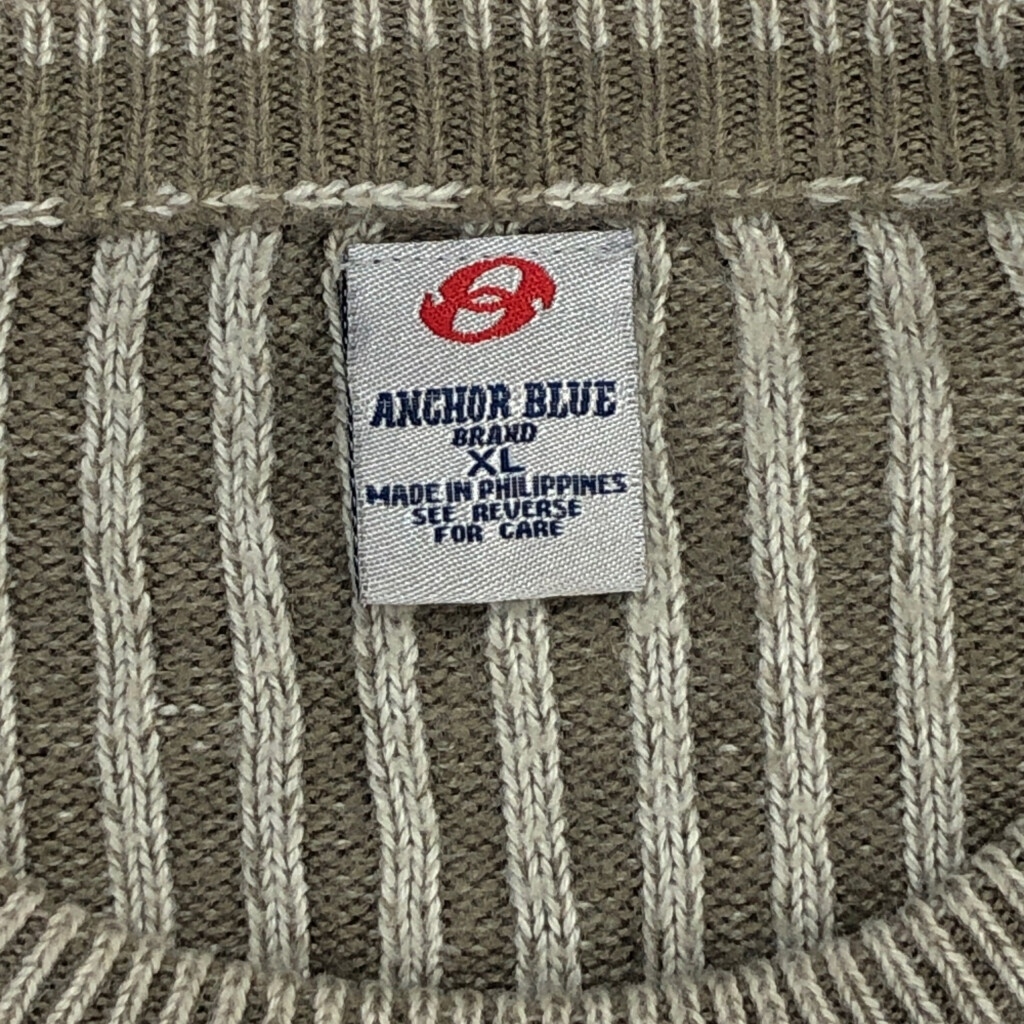 ANCHOR BLUE
BRAND
XL
MADE IN PHILIPPINES
SEE REVERSE
FOR CARE